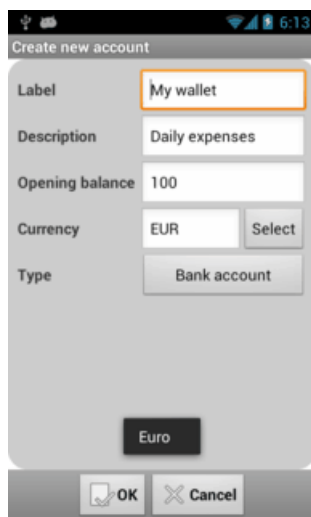 6:13
Create new account
Label My wallet
Description Daily expenses
Opening balance 100
Currency EUR Select
Type Bank account
Euro
OK Cancel